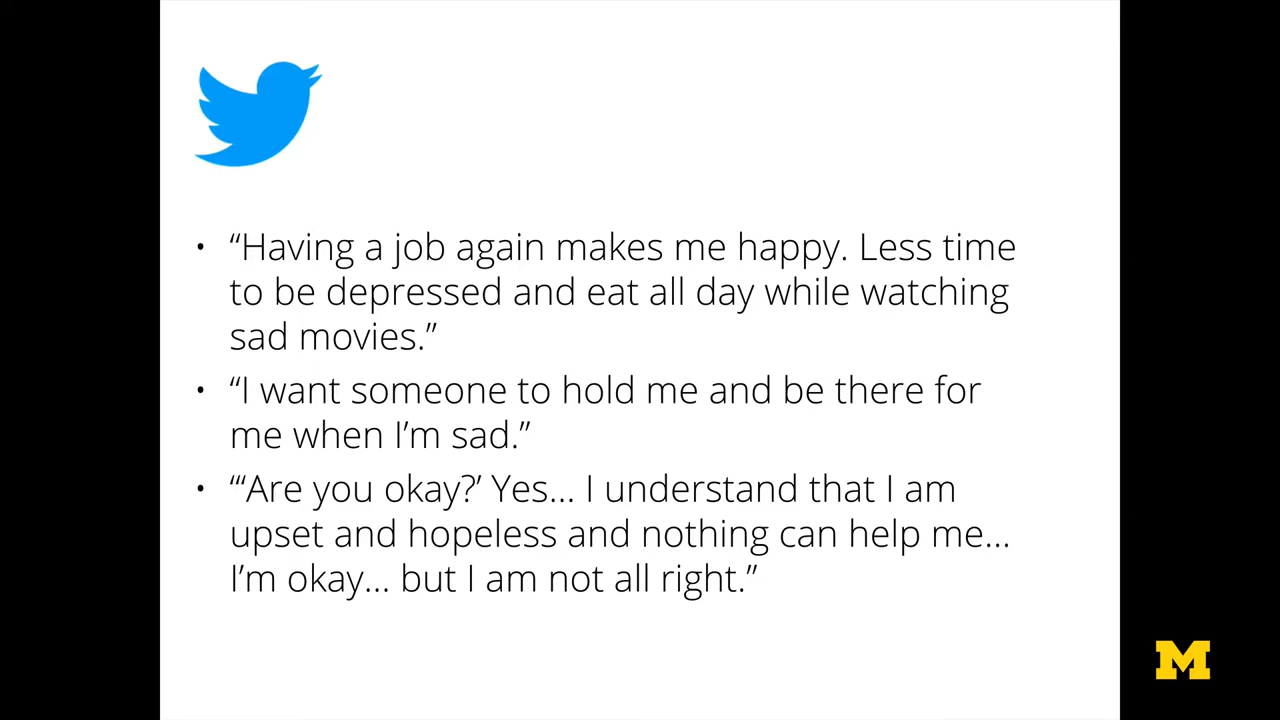 • “Having a job again makes me happy. Less time
to be depressed and eat all day while watching
sad movies.”
• “I want someone to hold me and be there for
me when I’m sad.”
• “‘Are you okay?’ Yes... I understand that I am
upset and hopeless and nothing can help me...
I’m okay... but I am not all right.”
M